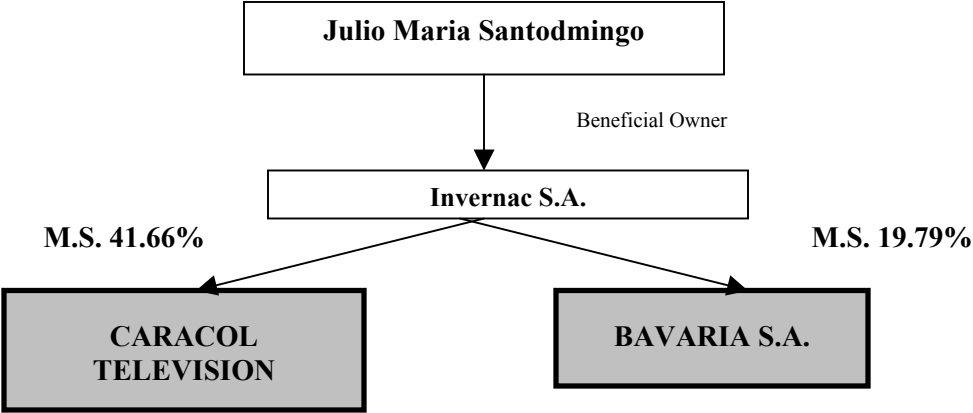 Julio Maria Santodmingo
Beneficial Owner
Invernac S.A.
M.S. 41.66%
M.S. 19.79%
CARACOL
TELEVISION
BAVARIA S.A.